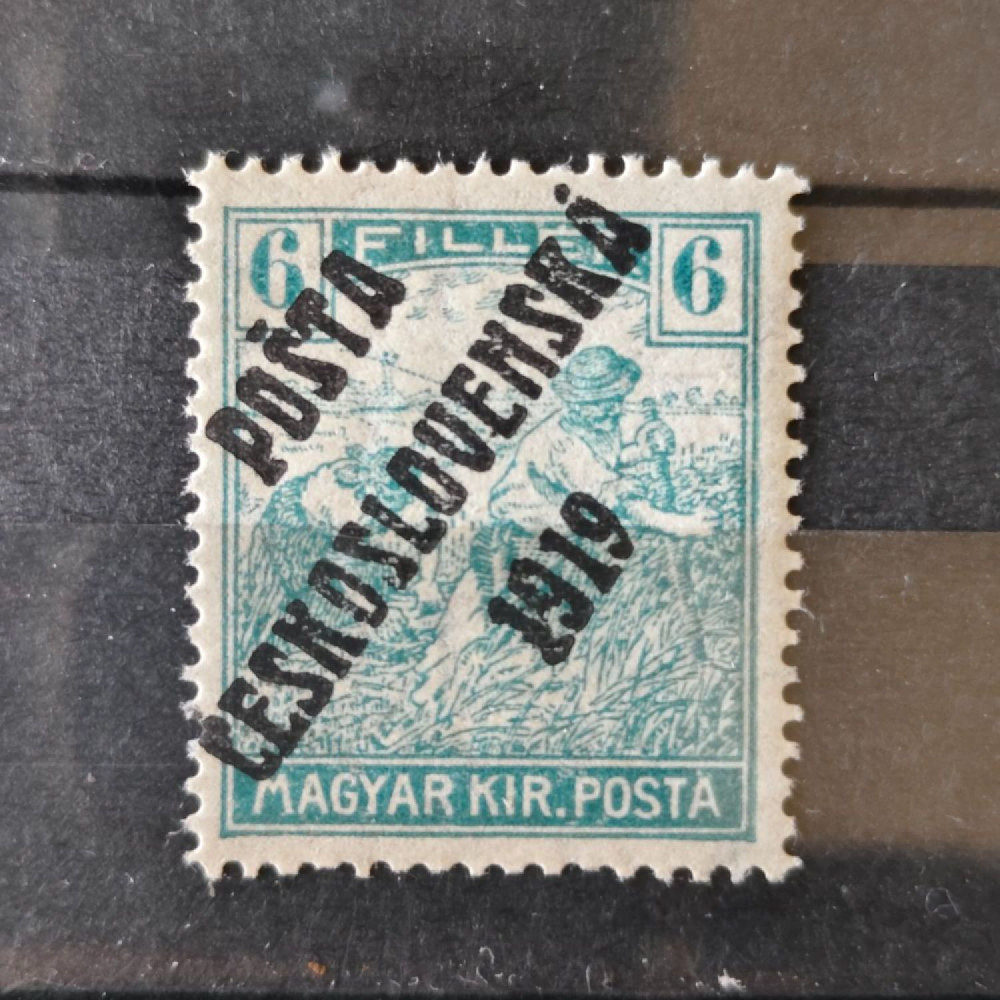 6 FILLÉR 6
POŠTA
ČESKOSLOVENSKÁ
1919
MAGYAR KIR. POSTA